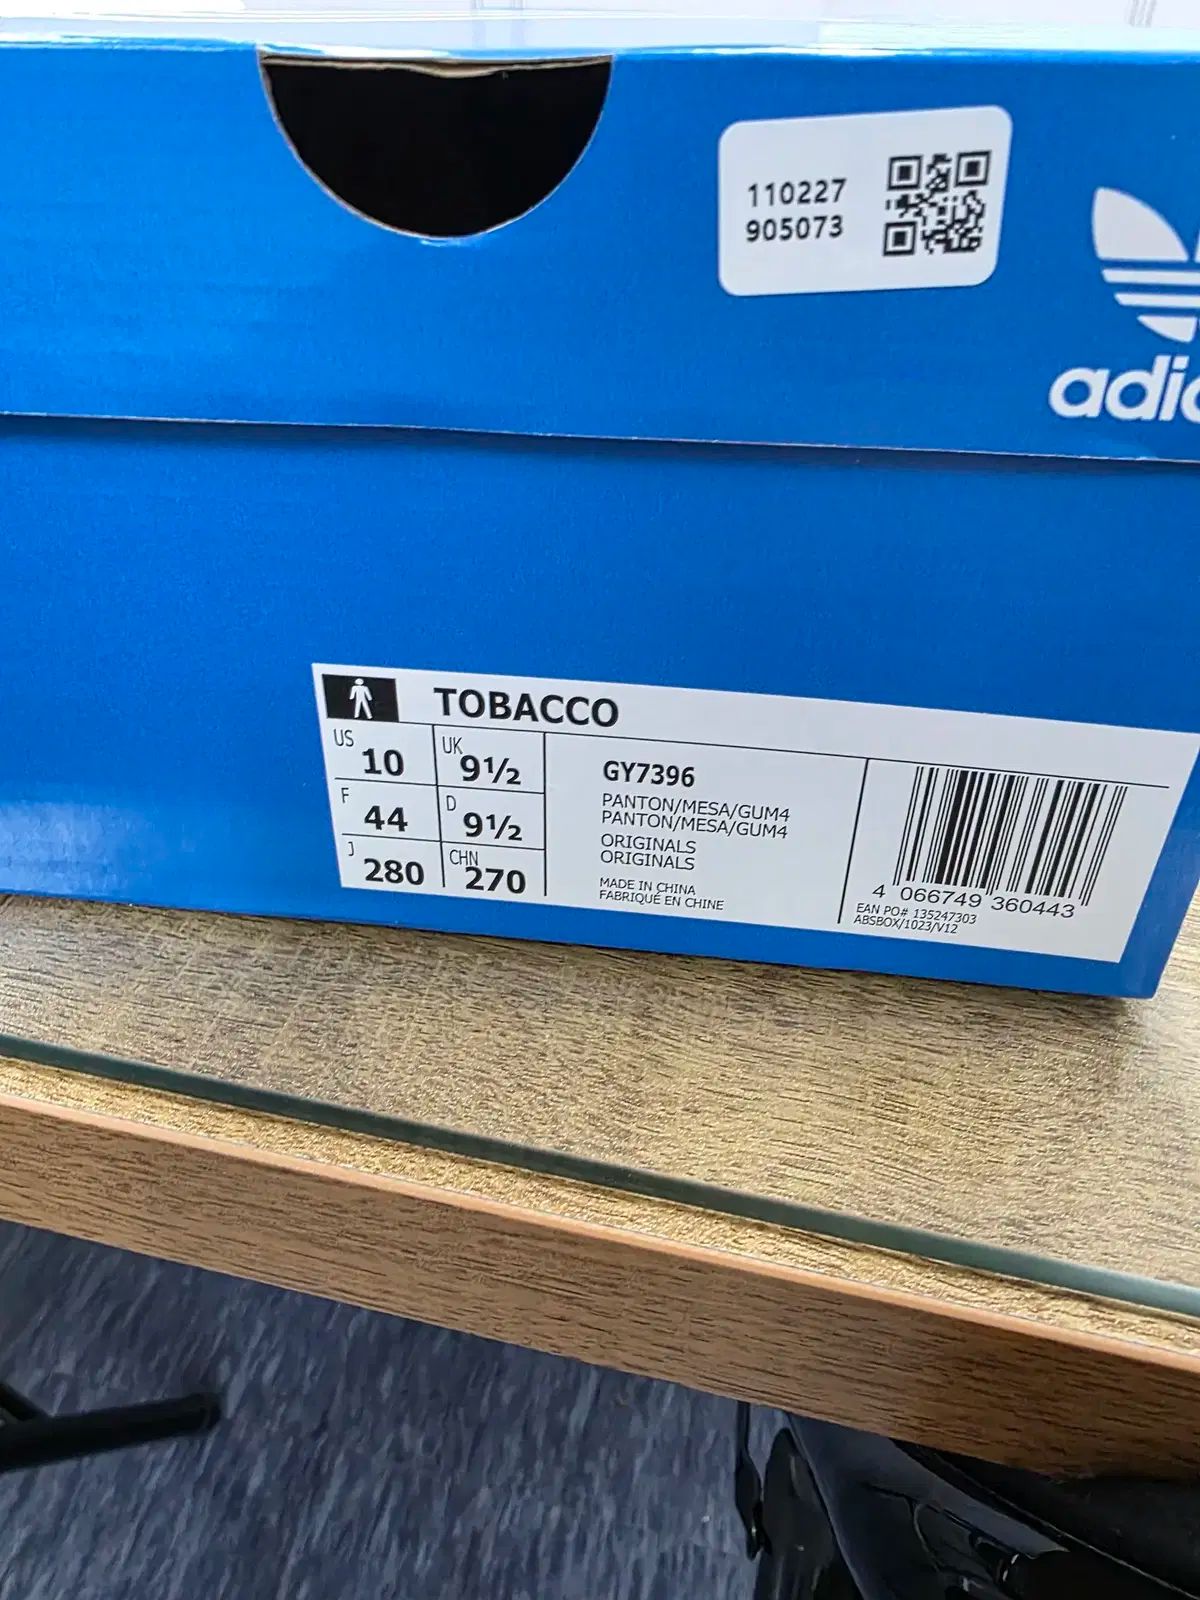 110227
905073
adid
TOBACCO
US 10 UK 9½
F 44 D 9½
J 280 CHN 270
GY7396
PANTON/MESA/GUM4
PANTON/MESA/GUM4
ORIGINALS
ORIGINALS
MADE IN CHINA
FABRIQUÉ EN CHINE
4 066749 360443
EAN PO# 135247303
ABSBOX/1023/V12